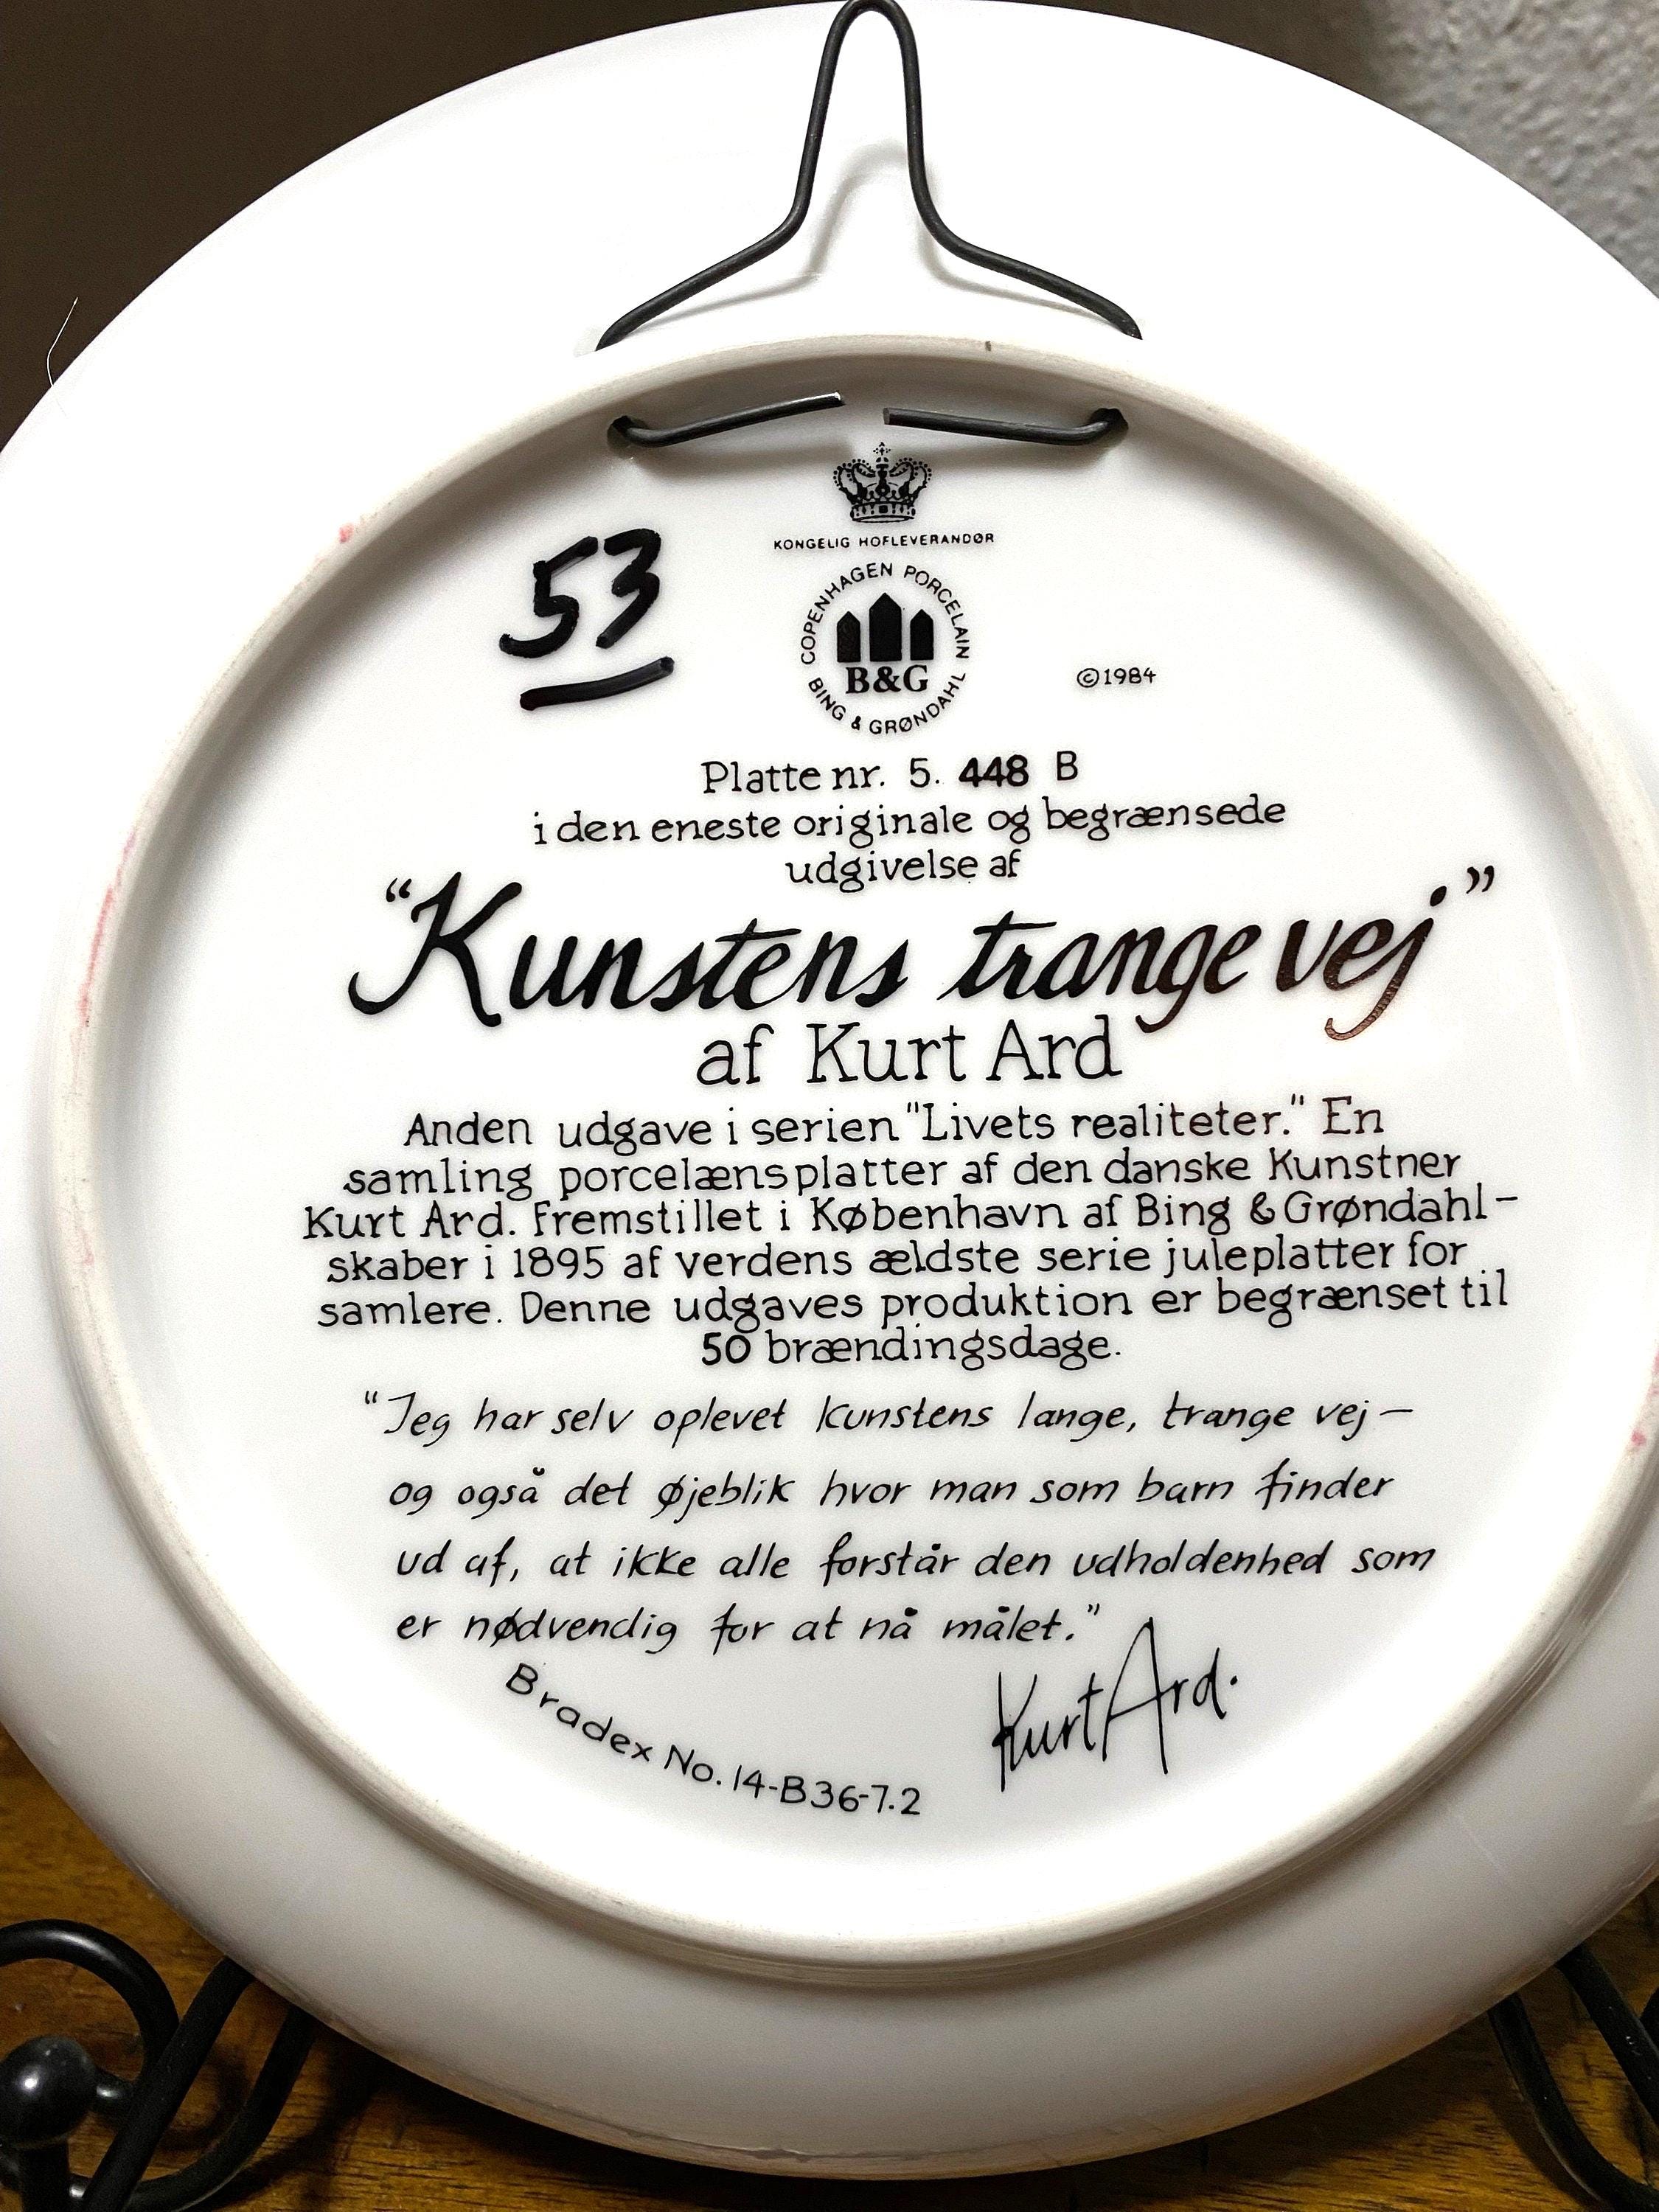 KONGELIG HOFLEVERANDØR
COPENHAGEN PORCELAIN
B&G
BING & GRØNDAHL
53
©1984
Platte nr. 5. 448 B
i den eneste originale og begrænsede
udgivelse af
“Kunstens trange vej”
af Kurt Ard
Anden udgave i serien "Livets realiteter." En
samling porcelænsplatter af den danske Kunstner
Kurt Ard. Fremstillet i København af Bing & Grøndahl-
skaber i 1895 af verdens ældste serie juleplatter for
samlere. Denne udgaves produktion er begrænset til
50 brændingsdage.
“Jeg har selv oplevet kunstens lange, trange vej—
og også det øjeblik hvor man som barn finder
ud af, at ikke alle forstår den udholdenhed som
er nødvendig for at nå målet.”
Kurt Ard.
Bradex No. 14-B36-7.2